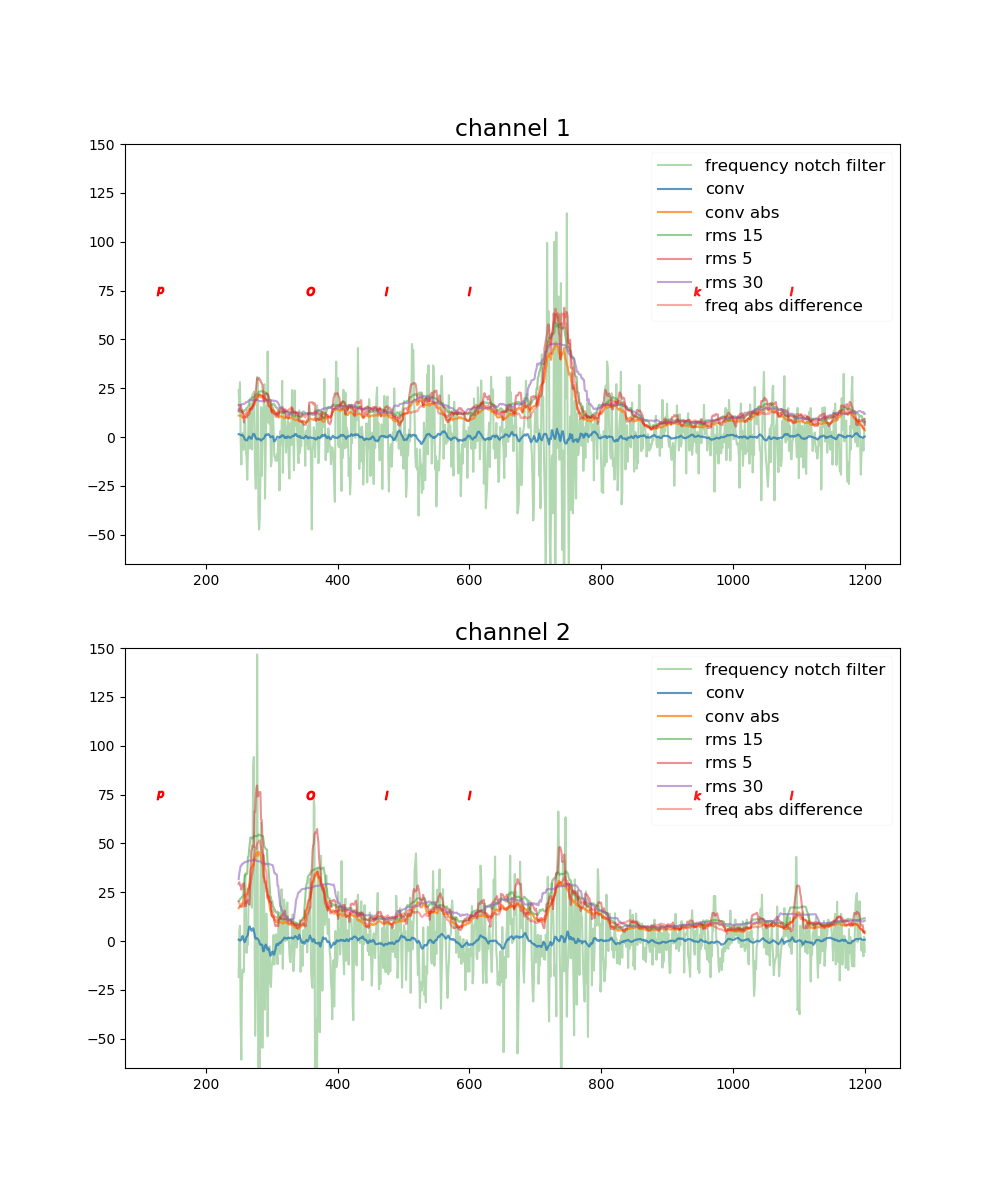 channel 1
150
125
100
75
50
25
0
−25
−50
frequency notch filter
conv
conv abs
rms 15
rms 5
rms 30
freq abs difference
p O l l k l
200 400 600 800 1000 1200
channel 2
150
125
100
75
50
25
0
−25
−50
frequency notch filter
conv
conv abs
rms 15
rms 5
rms 30
freq abs difference
p O l l k l
200 400 600 800 1000 1200